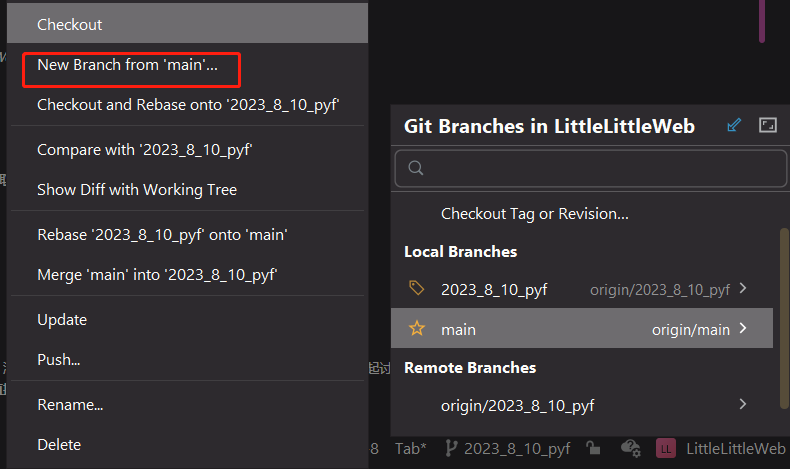 Checkout
New Branch from 'main'...
Checkout and Rebase onto '2023_8_10_pyf'
Compare with '2023_8_10_pyf'
Show Diff with Working Tree
Rebase '2023_8_10_pyf' onto 'main'
Merge 'main' into '2023_8_10_pyf'
Update
Push...
Rename...
Delete
Git Branches in LittleLittleWeb
Checkout Tag or Revision...
Local Branches
2023_8_10_pyf origin/2023_8_10_pyf
main origin/main
Remote Branches
origin/2023_8_10_pyf
起讨
8 Tab* 2023_8_10_pyf LL LittleLittleWeb